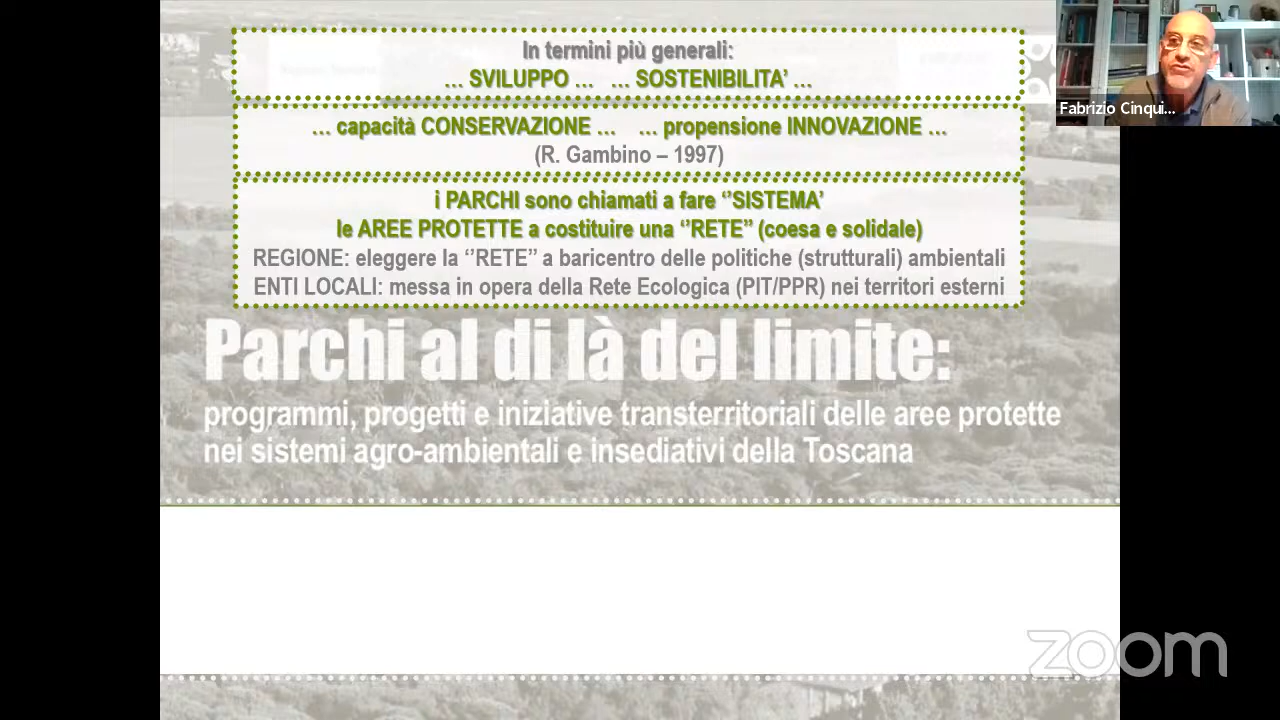 In termini più generali:
… SVILUPPO … … SOSTENIBILITA’ …
… capacità CONSERVAZIONE … … propensione INNOVAZIONE …
(R. Gambino – 1997)
i PARCHI sono chiamati a fare ‘’SISTEMA’
le AREE PROTETTE a costituire una ‘’RETE’’ (coesa e solidale)
REGIONE: eleggere la ‘’RETE’’ a baricentro delle politiche (strutturali) ambientali
ENTI LOCALI: messa in opera della Rete Ecologica (PIT/PPR) nei territori esterni
Parchi al di là del limite:
programmi, progetti e iniziative transterritoriali delle aree protette
nei sistemi agro-ambientali e insediativi della Toscana
Fabrizio Cinqui...
zoom